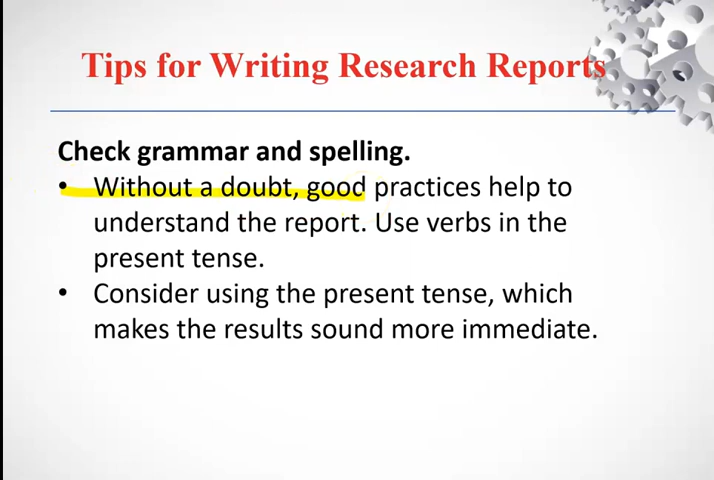 Tips for Writing Research Reports
Check grammar and spelling.
• Without a doubt, good practices help to
understand the report. Use verbs in the
present tense.
• Consider using the present tense, which
makes the results sound more immediate.